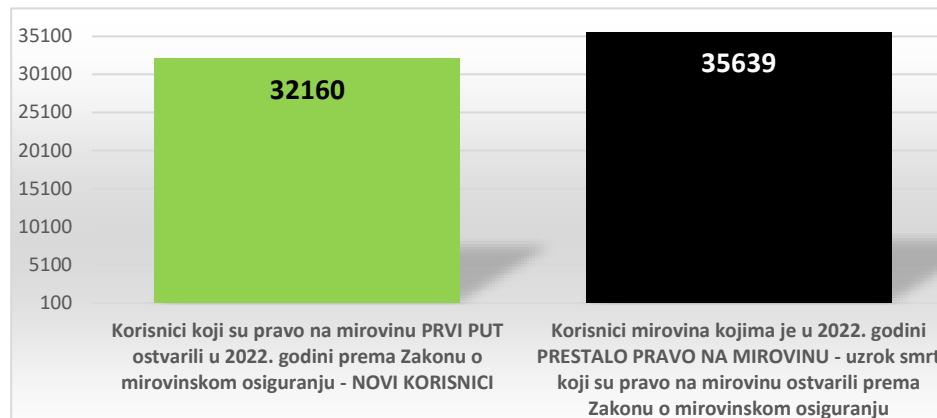 35100
30100
25100
20100
15100
10100
5100
100
32160
35639
Korisnici koji su pravo na mirovinu PRVI PUT
ostvarili u 2022. godini prema Zakonu o
mirovinskom osiguranju - NOVI KORISNICI
Korisnici mirovina kojima je u 2022. godini
PRESTALO PRAVO NA MIROVINU - uzrok smrt
koji su pravo na mirovinu ostvarili prema
Zakonu o mirovinskom osiguranju